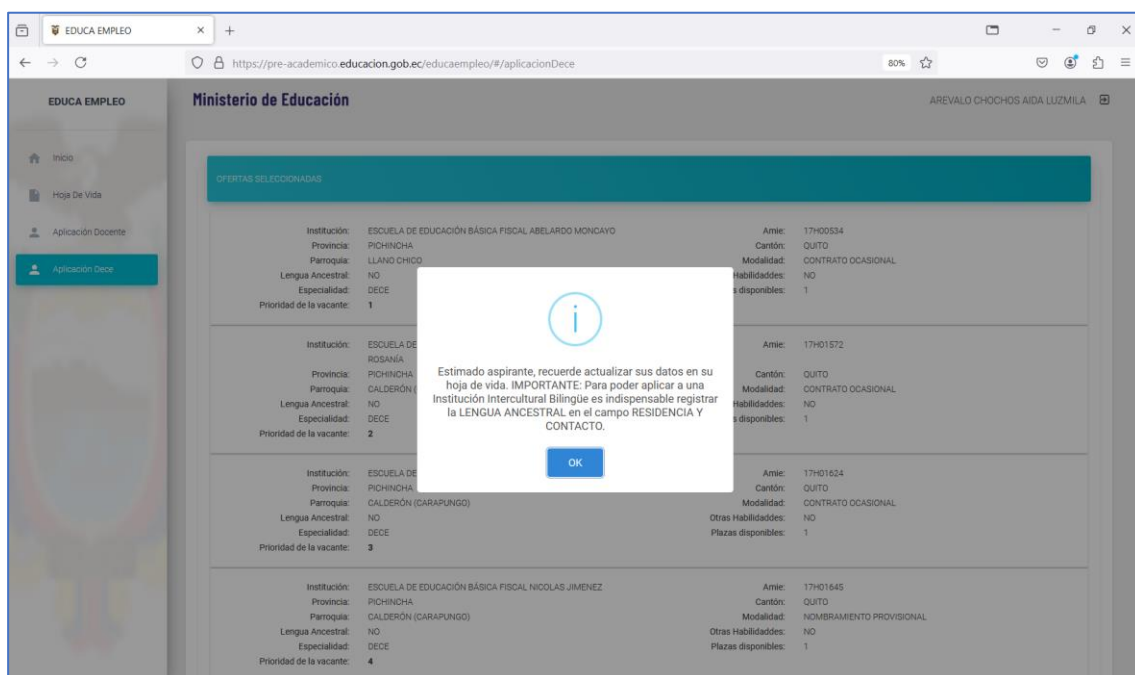 EDUCA EMPLEO
https://pre-academico.educacion.gob.ec/educaempleo/#/aplicacionDece
80%
EDUCA EMPLEO
Ministerio de Educación
AREVALO CHOCHOS AIDA LUZMILA
Inicio
Hoja De Vida
Aplicación Docente
Aplicación Dece
OFERTAS SELECCIONADAS
Institución: ESCUELA DE EDUCACIÓN BÁSICA FISCAL ABELARDO MONCAYO Amie: 17H00534
Provincia: PICHINCHA Cantón: QUITO
Parroquia: LLANO CHICO Modalidad: CONTRATO OCASIONAL
Lengua Ancestral: NO Habilidaddes: NO
Especialidad: DECE s disponibles: 1
Prioridad de la vacante: 1
Institución: ESCUELA DE Amie: 17H01572
ROSANÍA
Provincia: PICHINCHA Cantón: QUITO
Parroquia: CALDERÓN ( Modalidad: CONTRATO OCASIONAL
Lengua Ancestral: NO Habilidaddes: NO
Especialidad: DECE s disponibles: 1
Prioridad de la vacante: 2
Estimado aspirante, recuerde actualizar sus datos en su
hoja de vida. IMPORTANTE: Para poder aplicar a una
Institución Intercultural Bilingüe es indispensable registrar
la LENGUA ANCESTRAL en el campo RESIDENCIA Y
CONTACTO.
OK
Institución: ESCUELA DE Amie: 17H01624
Provincia: PICHINCHA Cantón: QUITO
Parroquia: CALDERÓN (CARAPUNGO) Modalidad: CONTRATO OCASIONAL
Lengua Ancestral: NO Otras Habilidaddes: NO
Especialidad: DECE Plazas disponibles: 1
Prioridad de la vacante: 3
Institución: ESCUELA DE EDUCACIÓN BÁSICA FISCAL NICOLAS JIMENEZ Amie: 17H01645
Provincia: PICHINCHA Cantón: QUITO
Parroquia: CALDERÓN (CARAPUNGO) Modalidad: NOMBRAMIENTO PROVISIONAL
Lengua Ancestral: NO Otras Habilidaddes: NO
Especialidad: DECE Plazas disponibles: 1
Prioridad de la vacante: 4